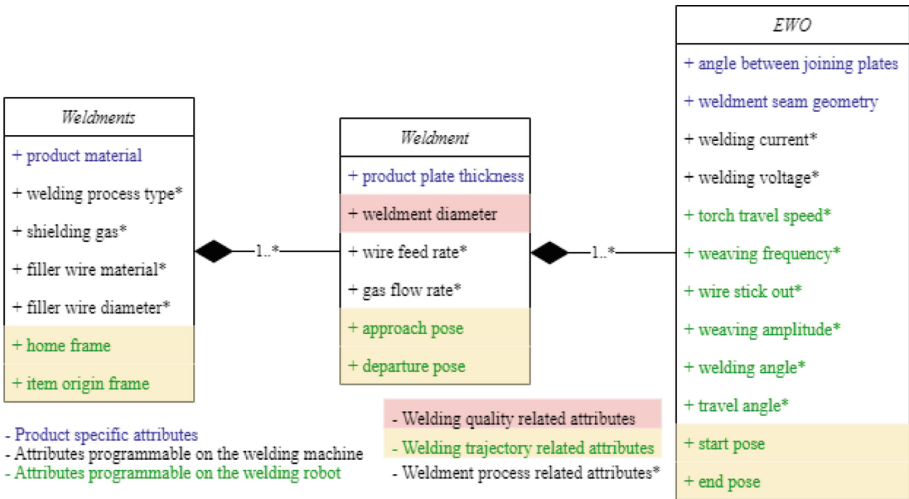 Weldments
+ product material
+ welding process type*
+ shielding gas*
+ filler wire material*
+ filler wire diameter*
+ home frame
+ item origin frame
1..*
Weldment
+ product plate thickness
+ weldment diameter
+ wire feed rate*
+ gas flow rate*
+ approach pose
+ departure pose
1..*
EWO
+ angle between joining plates
+ weldment seam geometry
+ welding current*
+ welding voltage*
+ torch travel speed*
+ weaving frequency*
+ wire stick out*
+ weaving amplitude*
+ welding angle*
+ travel angle*
+ start pose
+ end pose
- Product specific attributes
- Attributes programmable on the welding machine
- Attributes programmable on the welding robot
- Welding quality related attributes
- Welding trajectory related attributes
- Weldment process related attributes*